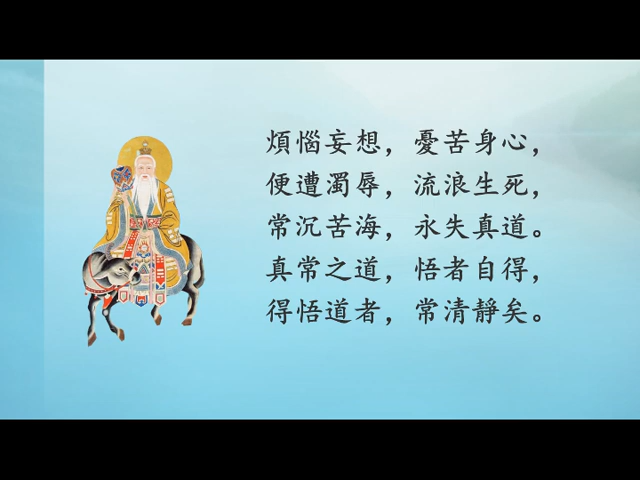 煩惱妄想，憂苦身心，
便遭濁辱，流浪生死，
常沉苦海，永失真道。
真常之道，悟者自得，
得悟道者，常清靜矣。